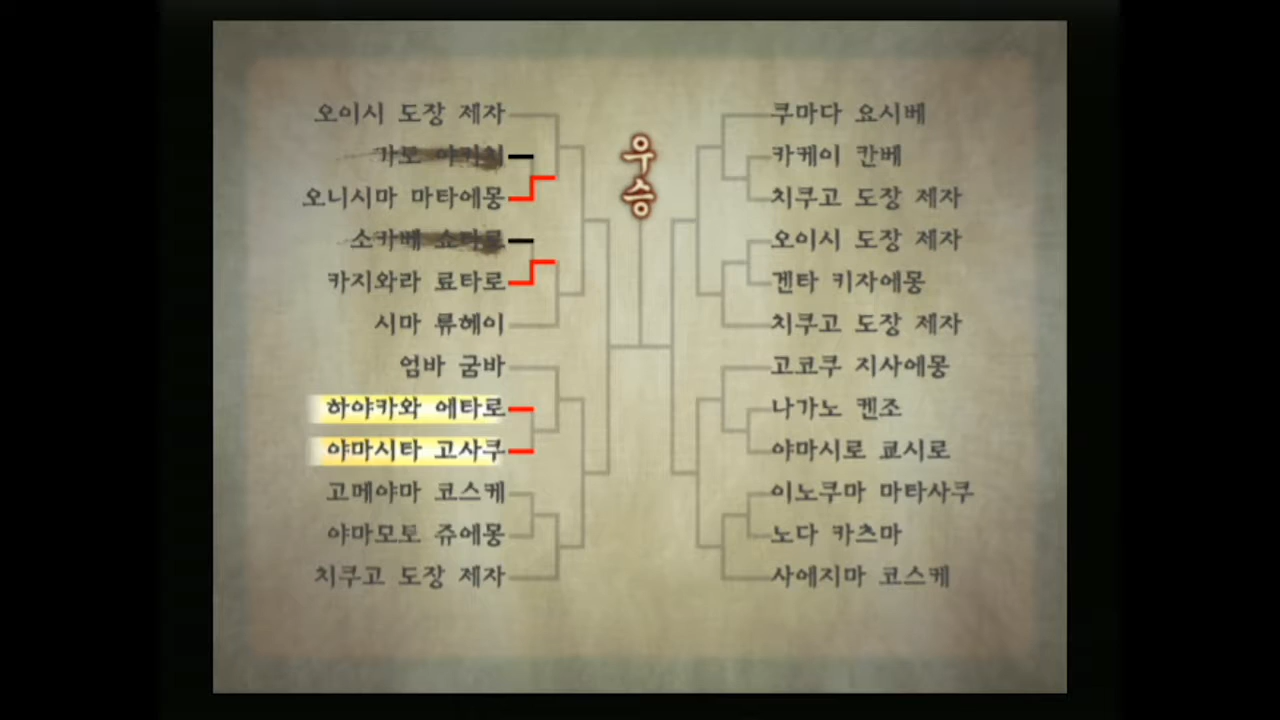 오이시 도장 제자
오니시마 마타에몽
카지와라 료타로
시마 류헤이
엄바 굼바
하야카와 에타로
야마시타 고사쿠
고메야마 코스케
야마모토 쥬에몽
치쿠고 도장 제자
우승
쿠마다 요시베
카케이 칸베
치쿠고 도장 제자
오이시 도장 제자
겐타 키자에몽
치쿠고 도장 제자
고코쿠 지사에몽
나가노 켄조
야마시로 쿄시로
이노쿠마 마타사쿠
노다 카츠마
사에지마 코스케